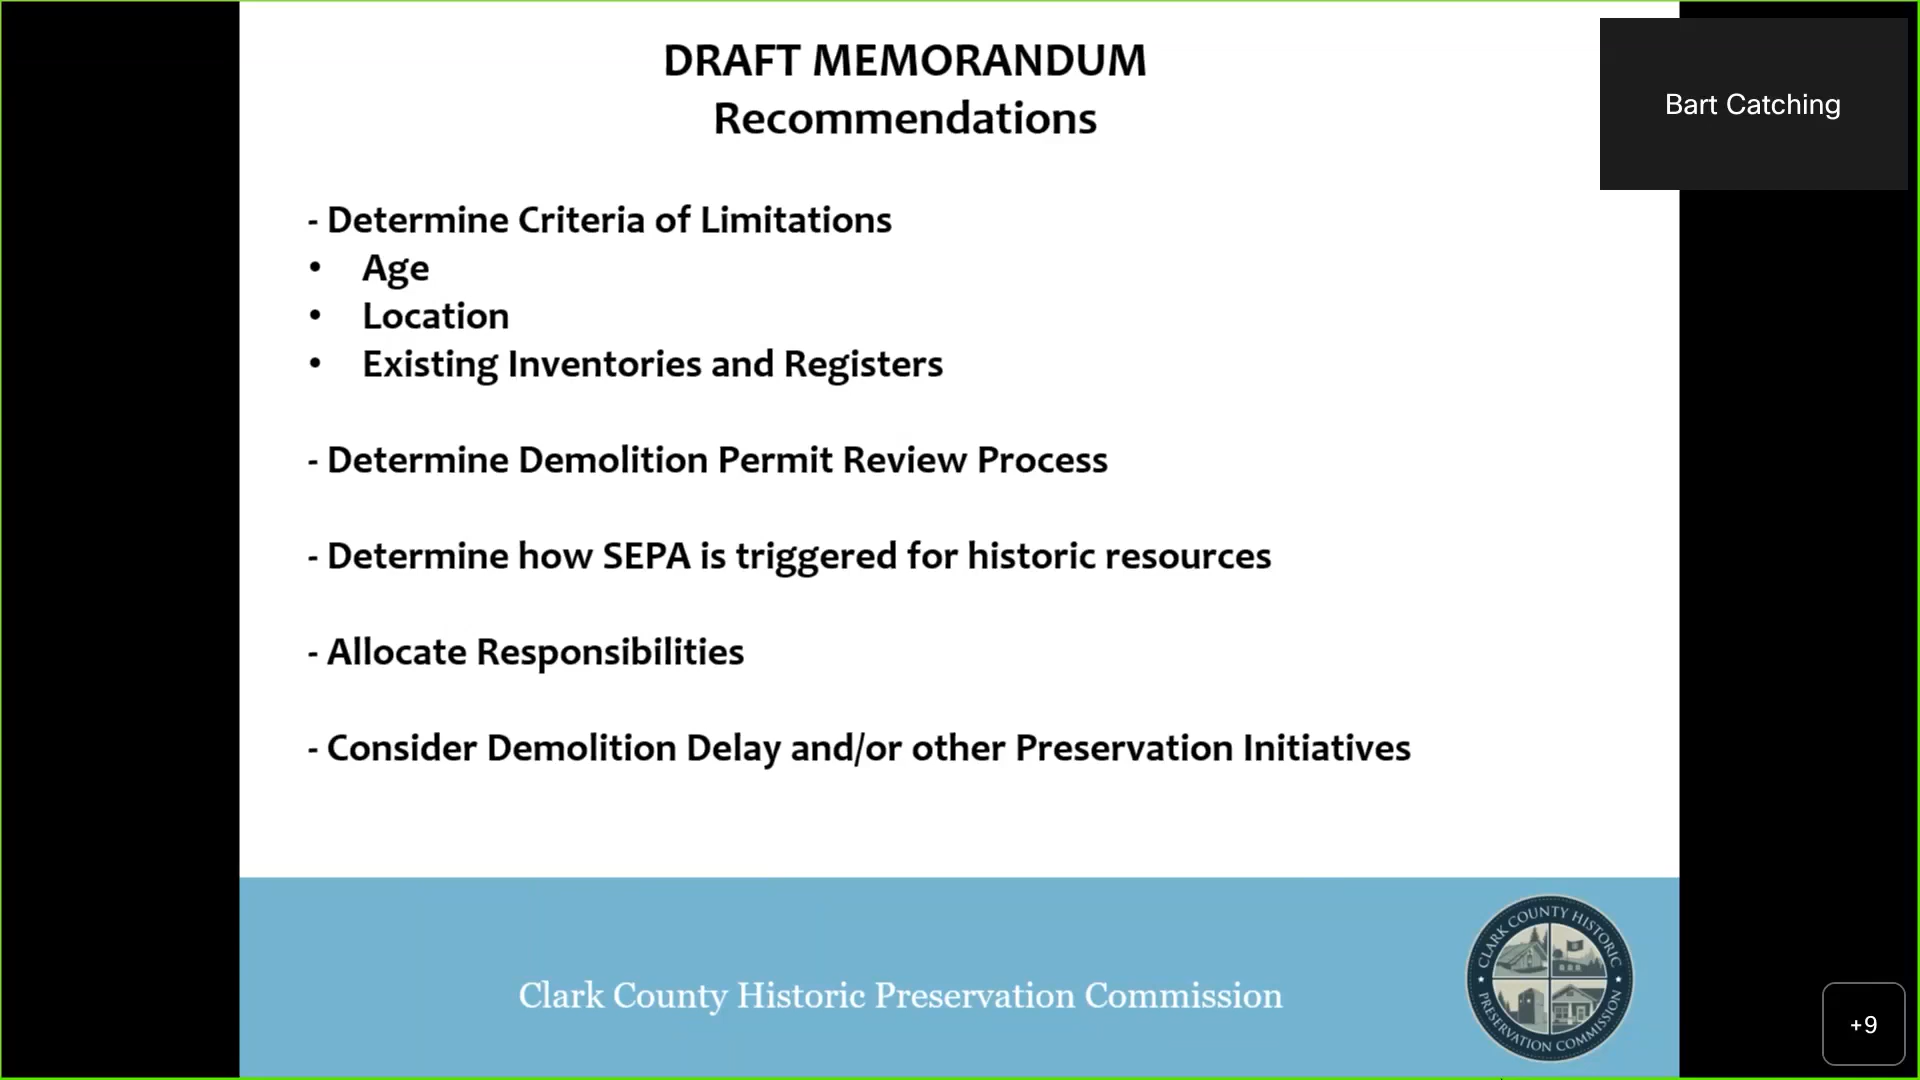 DRAFT MEMORANDUM
Recommendations
Bart Catching
- Determine Criteria of Limitations
• Age
• Location
• Existing Inventories and Registers
- Determine Demolition Permit Review Process
- Determine how SEPA is triggered for historic resources
- Allocate Responsibilities
- Consider Demolition Delay and/or other Preservation Initiatives
Clark County Historic Preservation Commission
CLARK COUNTY HISTORIC
PRESERVATION COMMISSION
+9